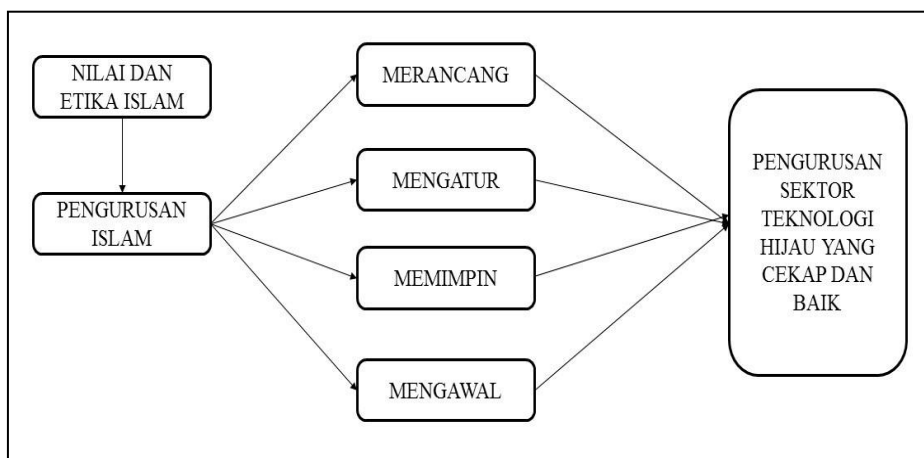 NILAI DAN
ETIKA ISLAM
PENGURUSAN
ISLAM
MERANCANG
MENGATUR
MEMIMPIN
MENGAWAL
PENGURUSAN
SEKTOR
TEKNOLOGI
HIJAU YANG
CEKAP DAN
BAIK